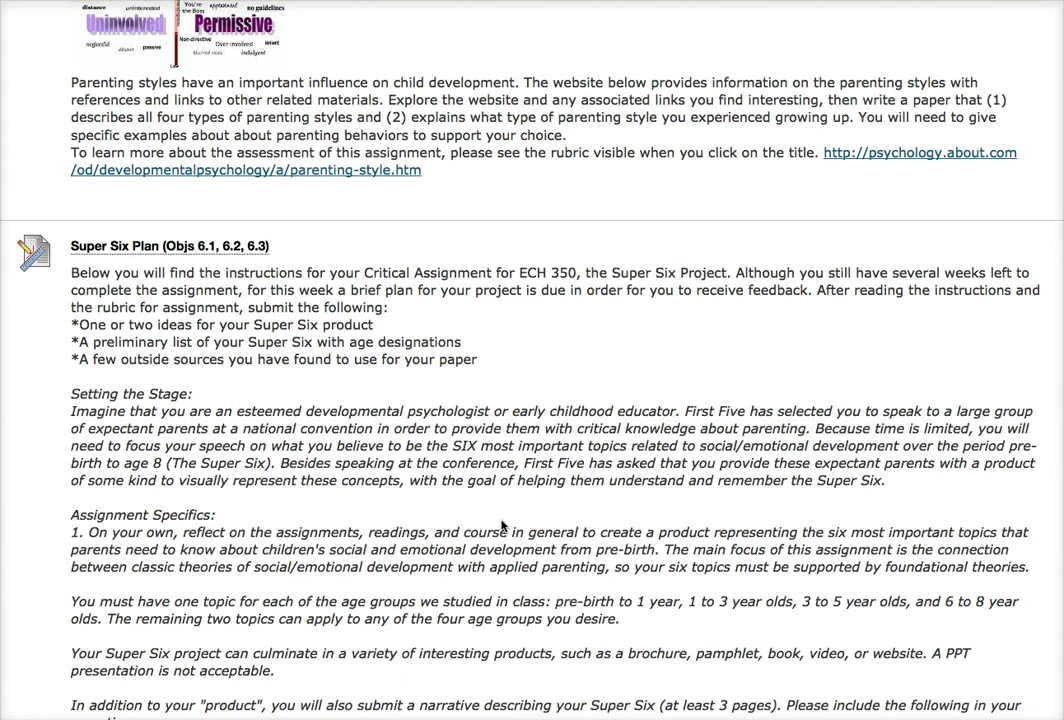 distance uninterested You're the Boss appeasement no guidelines
Uninvolved Permissive
neglectful absent passive Non-directive Over-involved lenient
indulgent
Low
Parenting styles have an important influence on child development. The website below provides information on the parenting styles with
references and links to other related materials. Explore the website and any associated links you find interesting, then write a paper that (1)
describes all four types of parenting styles and (2) explains what type of parenting style you experienced growing up. You will need to give
specific examples about about parenting behaviors to support your choice.
To learn more about the assessment of this assignment, please see the rubric visible when you click on the title. http://psychology.about.com
/od/developmentalpsychology/a/parenting-style.htm
Super Six Plan (Objs 6.1, 6.2, 6.3)
Below you will find the instructions for your Critical Assignment for ECH 350, the Super Six Project. Although you still have several weeks left to
complete the assignment, for this week a brief plan for your project is due in order for you to receive feedback. After reading the instructions and
the rubric for assignment, submit the following:
*One or two ideas for your Super Six product
*A preliminary list of your Super Six with age designations
*A few outside sources you have found to use for your paper
Setting the Stage:
Imagine that you are an esteemed developmental psychologist or early childhood educator. First Five has selected you to speak to a large group
of expectant parents at a national convention in order to provide them with critical knowledge about parenting. Because time is limited, you will
need to focus your speech on what you believe to be the SIX most important topics related to social/emotional development over the period pre-
birth to age 8 (The Super Six). Besides speaking at the conference, First Five has asked that you provide these expectant parents with a product
of some kind to visually represent these concepts, with the goal of helping them understand and remember the Super Six.
Assignment Specifics:
1. On your own, reflect on the assignments, readings, and course in general to create a product representing the six most important topics that
parents need to know about children's social and emotional development from pre-birth. The main focus of this assignment is the connection
between classic theories of social/emotional development with applied parenting, so your six topics must be supported by foundational theories.
You must have one topic for each of the age groups we studied in class: pre-birth to 1 year, 1 to 3 year olds, 3 to 5 year olds, and 6 to 8 year
olds. The remaining two topics can apply to any of the four age groups you desire.
Your Super Six project can culminate in a variety of interesting products, such as a brochure, pamphlet, book, video, or website. A PPT
presentation is not acceptable.
In addition to your "product", you will also submit a narrative describing your Super Six (at least 3 pages). Please include the following in your